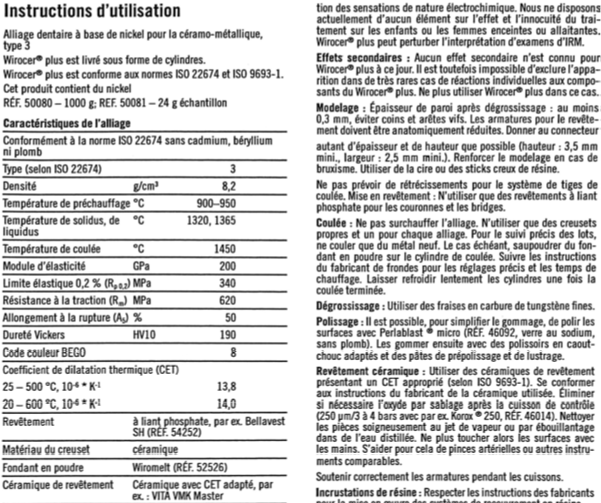 Instructions d'utilisation
Alliage dentaire à base de nickel pour la céramo-métallique,
type 3
Wirocer® plus est livré sous forme de cylindres.
Wirocer® plus est conforme aux normes ISO 22674 et ISO 9693-1.
Cet produit contient du nickel
RÉF. 50080 – 1000 g; REF. 50081 – 24 g échantillon
Caractéristiques de l'alliage
Conformément à la norme ISO 22674 sans cadmium, béryllium
ni plomb
Type (selon ISO 22674) 3
Densité g/cm³ 8,2
Température de préchauffage °C 900–950
Température de solidus, de °C 1320, 1365
liquidus
Température de coulée °C 1450
Module d'élasticité GPa 200
Limite élastique 0,2 % (Rp0,2) MPa 340
Résistance à la traction (Rm) MPa 620
Allongement à la rupture (A5) % 50
Dureté Vickers HV10 190
Code couleur BEGO 8
Coefficient de dilatation thermique (CET)
25 – 500 °C, 10-6 * K-1 13,8
20 – 600 °C, 10-6 * K-1 14,0
Revêtement à liant phosphate, par ex. Bellavest
SH (RÉF. 54252)
Matériau du creuset céramique
Fondant en poudre Wiromelt (RÉF. 52526)
Céramique de revêtement Céramique avec CET adapté, par
ex. : VITA VMK Master
tion des sensations de nature électrochimique. Nous ne disposons
actuellement d'aucun élément sur l'effet et l'innocuité du trai-
tement sur les enfants ou les femmes enceintes ou allaitantes.
Wirocer® plus peut perturber l'interprétation d'examens d'IRM.
Effets secondaires : Aucun effet secondaire n'est connu pour
Wirocer® plus à ce jour. Il est toutefois impossible d'exclure l'appa-
rition dans de très rares cas de réactions individuelles aux compo-
sants du Wirocer® plus. Ne plus utiliser Wirocer® plus dans ce cas.
Modelage : Épaisseur de paroi après dégrossissage : au moins
0,3 mm, éviter coins et arêtes vifs. Les armatures pour le revête-
ment doivent être anatomiquement réduites. Donner au connecteur
autant d'épaisseur et de hauteur que possible (hauteur : 3,5 mm
mini., largeur : 2,5 mm mini.). Renforcer le modelage en cas de
bruxisme. Utiliser de la cire ou des sticks creux de résine.
Ne pas prévoir de rétrécissements pour le système de tiges de
coulée. Mise en revêtement : N'utiliser que des revêtements à liant
phosphate pour les couronnes et les bridges.
Coulée : Ne pas surchauffer l'alliage. N'utiliser que des creusets
propres et un pour chaque alliage. Pour le suivi précis des lots,
ne couler que du métal neuf. Le cas échéant, saupoudrer du fon-
dant en poudre sur le cylindre de coulée. Suivre les instructions
du fabricant de frondes pour les réglages précis et les temps de
chauffage. Laisser refroidir lentement les cylindres une fois la
coulée terminée.
Dégrossissage : Utiliser des fraises en carbure de tungstène fines.
Polissage : Il est possible, pour simplifier le gommage, de polir les
surfaces avec Perlablast ® micro (RÉF. 46092, verre au sodium,
sans plomb). Les gommer ensuite avec des polissoirs en caout-
chouc adaptés et des pâtes de prépolissage et de lustrage.
Revêtement céramique : Utiliser des céramiques de revêtement
présentant un CET approprié (selon ISO 9693-1). Se conformer
aux instructions du fabricant de la céramique utilisée. Éliminer
si nécessaire l'oxyde par sablage après la cuisson de contrôle
(250 µm/3 à 4 bars avec par ex. Korox ® 250, RÉF. 46014). Nettoyer
les pièces soigneusement au jet de vapeur ou par ébouillantage
dans de l'eau distillée. Ne plus toucher alors les surfaces avec
les mains. S'aider pour cela de pinces artérielles ou autres instru-
ments comparables.
Soutenir correctement les armatures pendant les cuissons.
Incrustations de résine : Respecter les instructions des fabricants